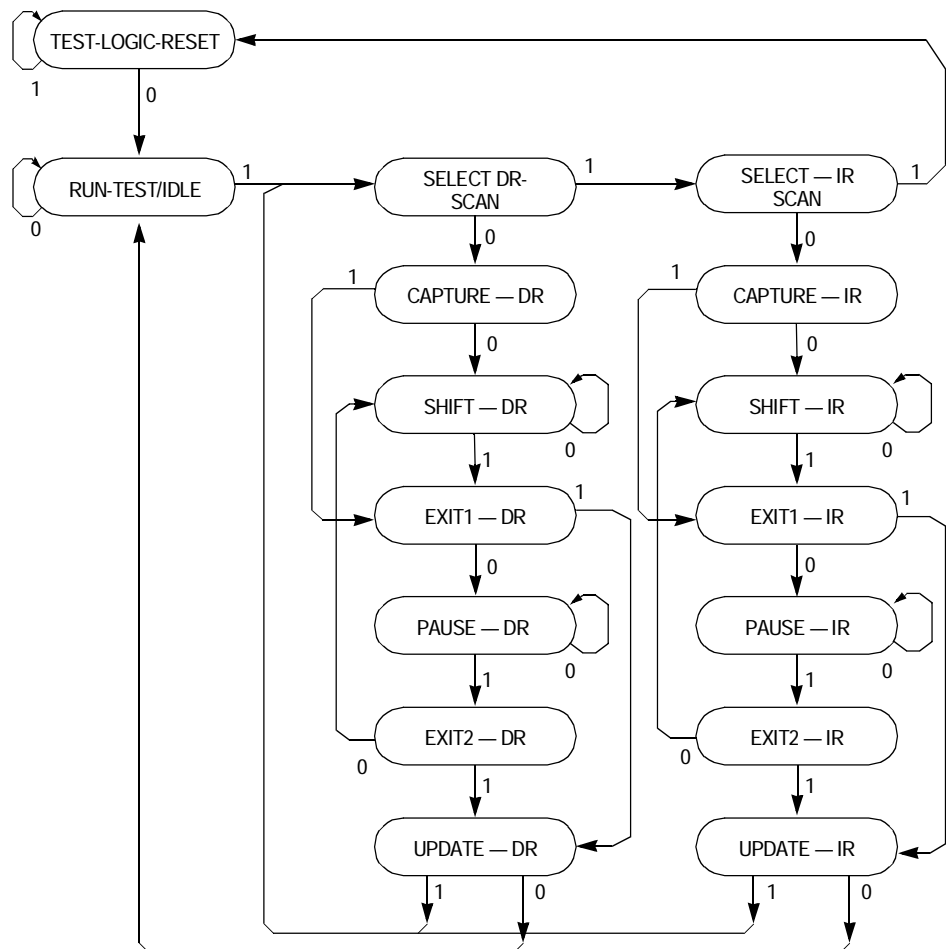 TEST-LOGIC-RESET
1
0
RUN-TEST/IDLE
1
0
SELECT DR-
SCAN
1
0
SELECT — IR
SCAN
1
0
1
CAPTURE — DR
0
1
CAPTURE — IR
0
SHIFT — DR
0
1
SHIFT — IR
0
1
EXIT1 — DR
1
0
EXIT1 — IR
1
0
PAUSE — DR
0
1
PAUSE — IR
0
1
EXIT2 — DR
0
1
EXIT2 — IR
0
1
UPDATE — DR
1
0
UPDATE — IR
1
0